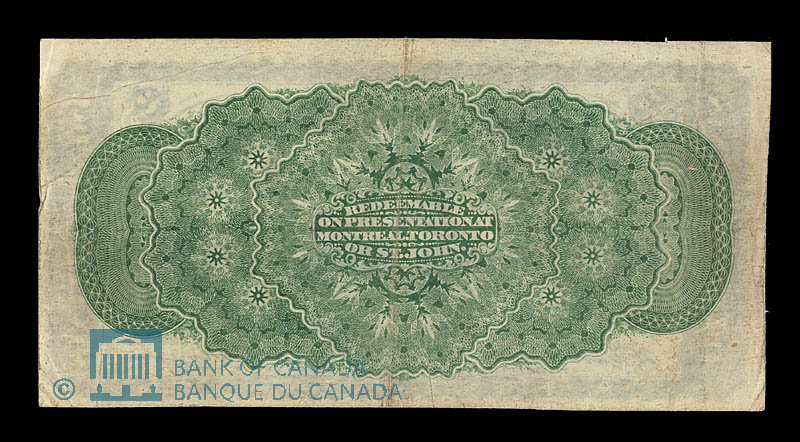 REDEEMABLE
ON PRESENTATION AT
MONTREAL TORONTO
OR ST. JOHN.
© BANK OF CANADA
BANQUE DU CANADA